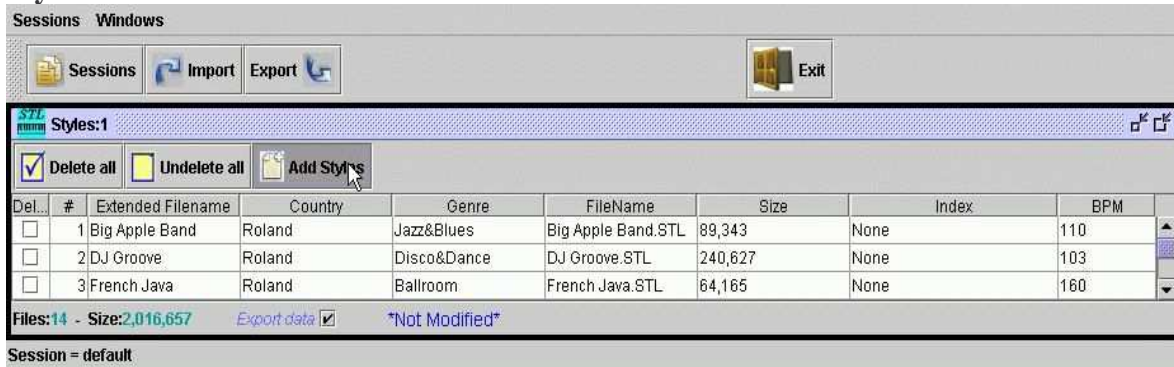 Sessions Windows
Sessions Import Export Exit
STL Styles:1
Delete all Undelete all Add Styles
Del... # Extended Filename Country Genre FileName Size Index BPM
1 Big Apple Band Roland Jazz&Blues Big Apple Band.STL 89,343 None 110
2 DJ Groove Roland Disco&Dance DJ Groove.STL 240,627 None 103
3 French Java Roland Ballroom French Java.STL 64,165 None 160
Files:14 - Size:2,016,657 Export data *Not Modified*
Session = default